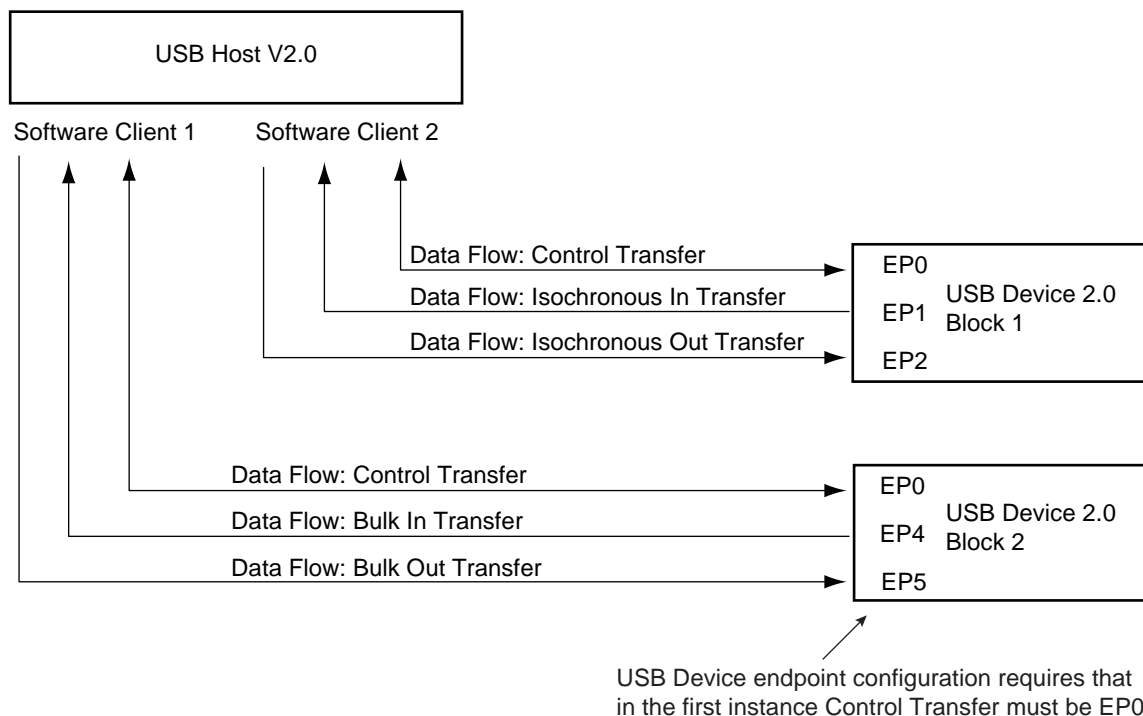 USB Host V2.0
Software Client 1
Software Client 2
Data Flow: Control Transfer
Data Flow: Isochronous In Transfer
Data Flow: Isochronous Out Transfer
EP0
EP1
EP2
USB Device 2.0
Block 1
Data Flow: Control Transfer
Data Flow: Bulk In Transfer
Data Flow: Bulk Out Transfer
EP0
EP4
EP5
USB Device 2.0
Block 2
USB Device endpoint configuration requires that
in the first instance Control Transfer must be EP0